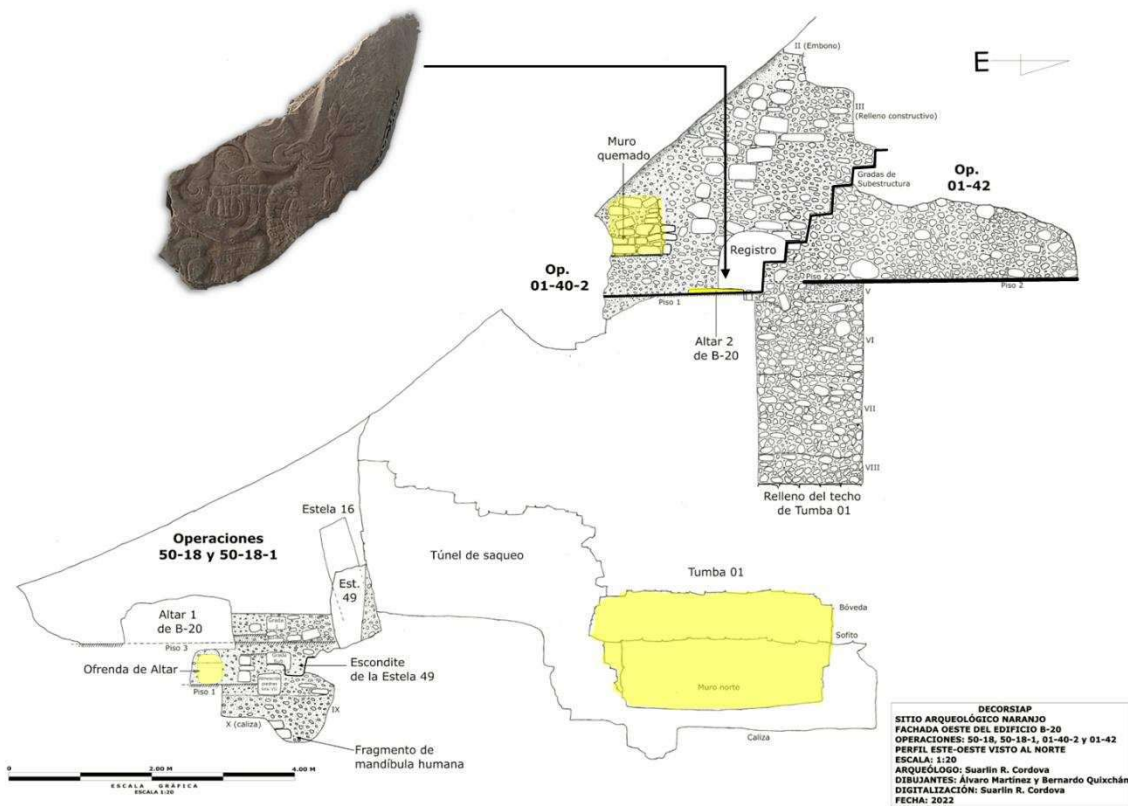 II (Embono)
E
III
(Relleno constructivo)
Muro
quemado
Gradas de
Subestructura
Op.
01-42
Registro
Op.
01-40-2
Piso 1
Piso 2
Piso 2
V
Altar 2
de B-20
VI
VII
VIII
Relleno del techo
de Tumba 01
Estela 16
Operaciones
50-18 y 50-18-1
Túnel de saqueo
Tumba 01
Est.
49
Altar 1
de B-20
Bóveda
Grada
Sofito
Piso 3
Ofrenda de Altar
Grada
Escondite
de la Estela 49
Piso 1
Muro norte
IX
X (caliza)
Caliza
Fragmento de
mandíbula humana
0
2.00 M
4.00 M
ESCALA GRÁFICA
ESCALA 1:20
DECORSIAP
SITIO ARQUEOLÓGICO NARANJO
FACHADA OESTE DEL EDIFICIO B-20
OPERACIONES: 50-18, 50-18-1, 01-40-2 y 01-42
PERFIL ESTE-OESTE VISTO AL NORTE
ESCALA: 1:20
ARQUEÓLOGO: Suarlin R. Cordova
DIBUJANTES: Álvaro Martínez y Bernardo Quixchán
DIGITALIZACIÓN: Suarlin R. Cordova
FECHA: 2022